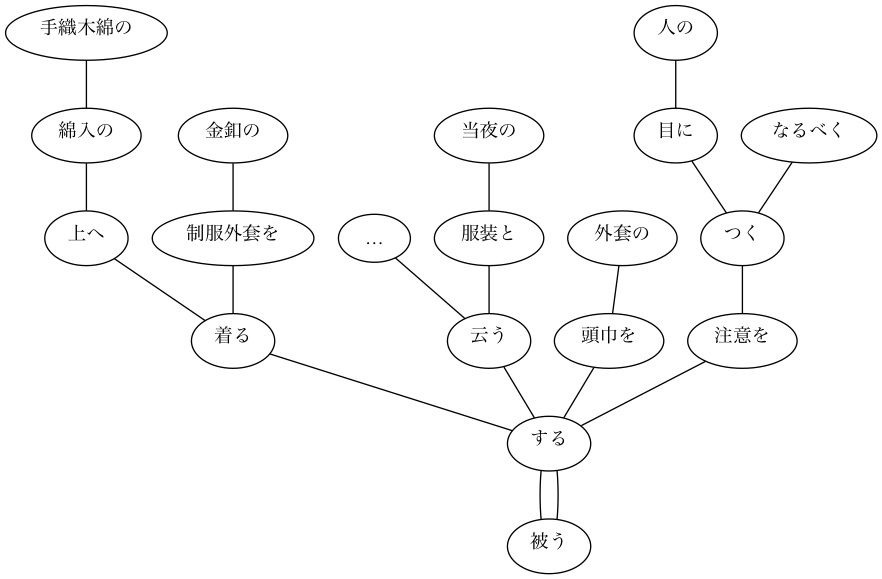 手織木綿の
人の
綿入の
金釦の
当夜の
目に
なるべく
上へ
制服外套を
...
服装と
外套の
つく
着る
云う
頭巾を
注意を
する
被う